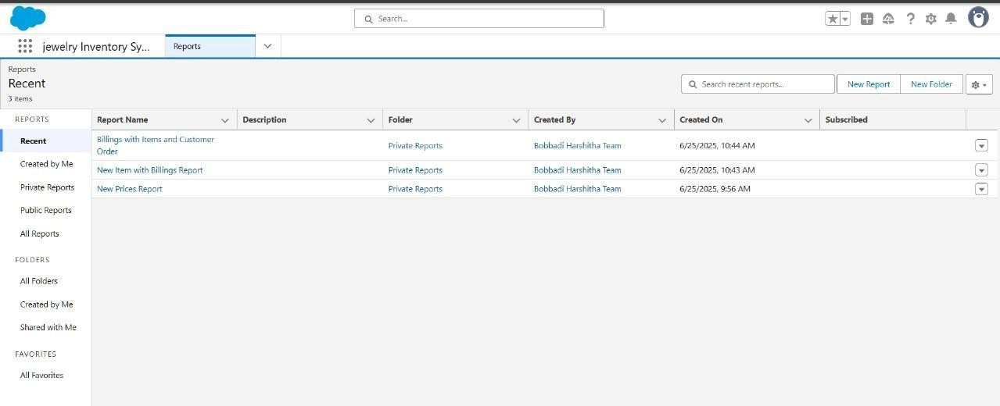 Search...
jewelry Inventory Sy...
Reports
Reports
Recent
3 items
Search recent reports...
New Report
New Folder
REPORTS
Recent
Created by Me
Private Reports
Public Reports
All Reports
FOLDERS
All Folders
Created by Me
Shared with Me
FAVORITES
All Favorites
Report Name Description Folder Created By Created On Subscribed
Billings with Items and Customer
Order
Private Reports Bobbadi Harshitha Team 6/25/2025, 10:44 AM
New Item with Billings Report Private Reports Bobbadi Harshitha Team 6/25/2025, 10:43 AM
New Prices Report Private Reports Bobbadi Harshitha Team 6/25/2025, 9:56 AM